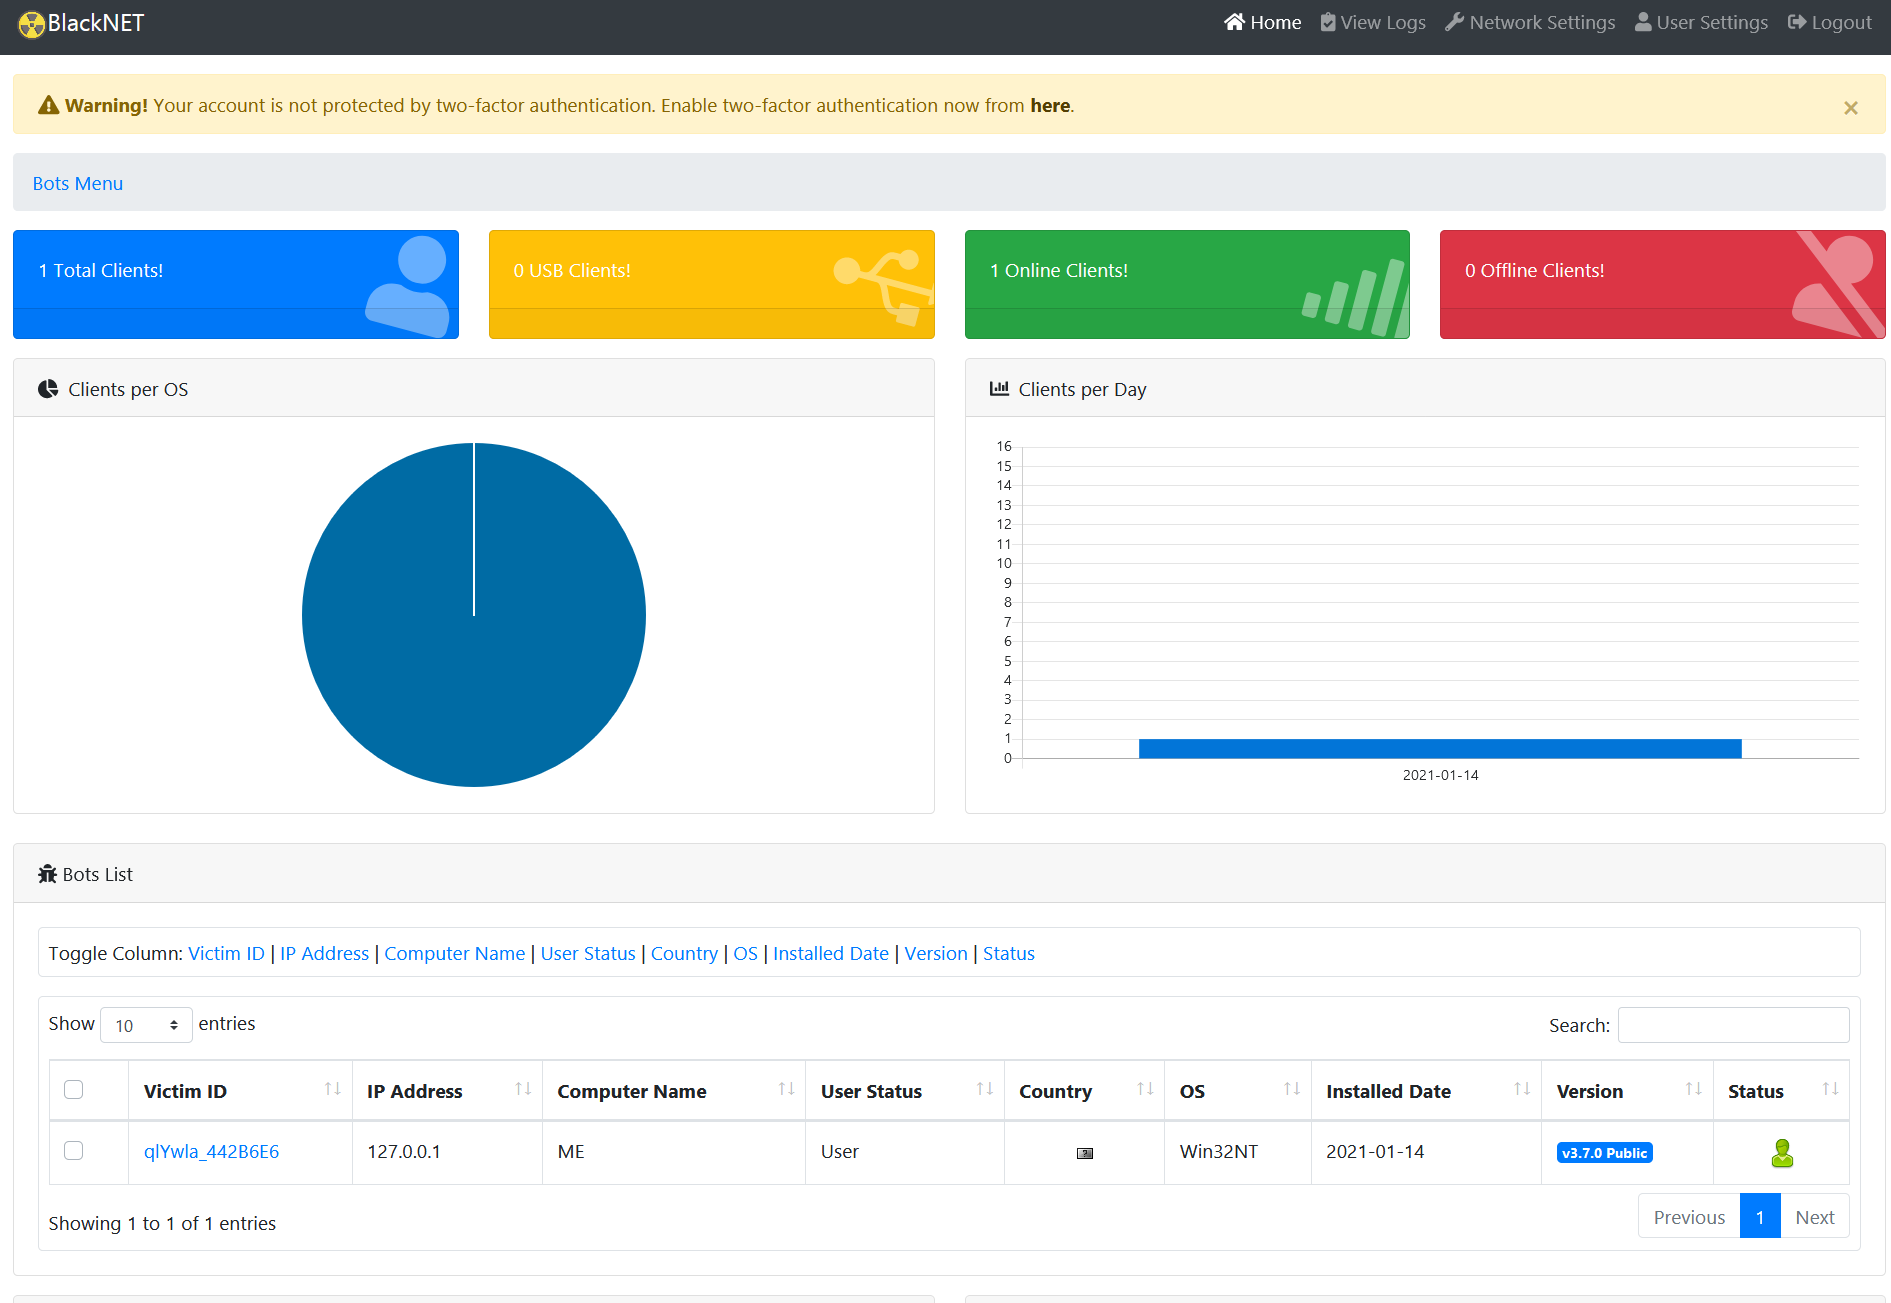 BlackNET Home View Logs Network Settings User Settings Logout
Warning! Your account is not protected by two-factor authentication. Enable two-factor authentication now from here. ×
Bots Menu
1 Total Clients! 0 USB Clients! 1 Online Clients! 0 Offline Clients!
Clients per OS
Clients per Day
16
15
14
13
12
11
10
9
8
7
6
5
4
3
2
1
0
2021-01-14
Bots List
Toggle Column: Victim ID | IP Address | Computer Name | User Status | Country | OS | Installed Date | Version | Status
Show 10 entries Search:
Victim ID IP Address Computer Name User Status Country OS Installed Date Version Status
127.0.0.1 ME User Win32NT 2021-01-14 v3.7.0 Public
Showing 1 to 1 of 1 entries Previous 1 Next